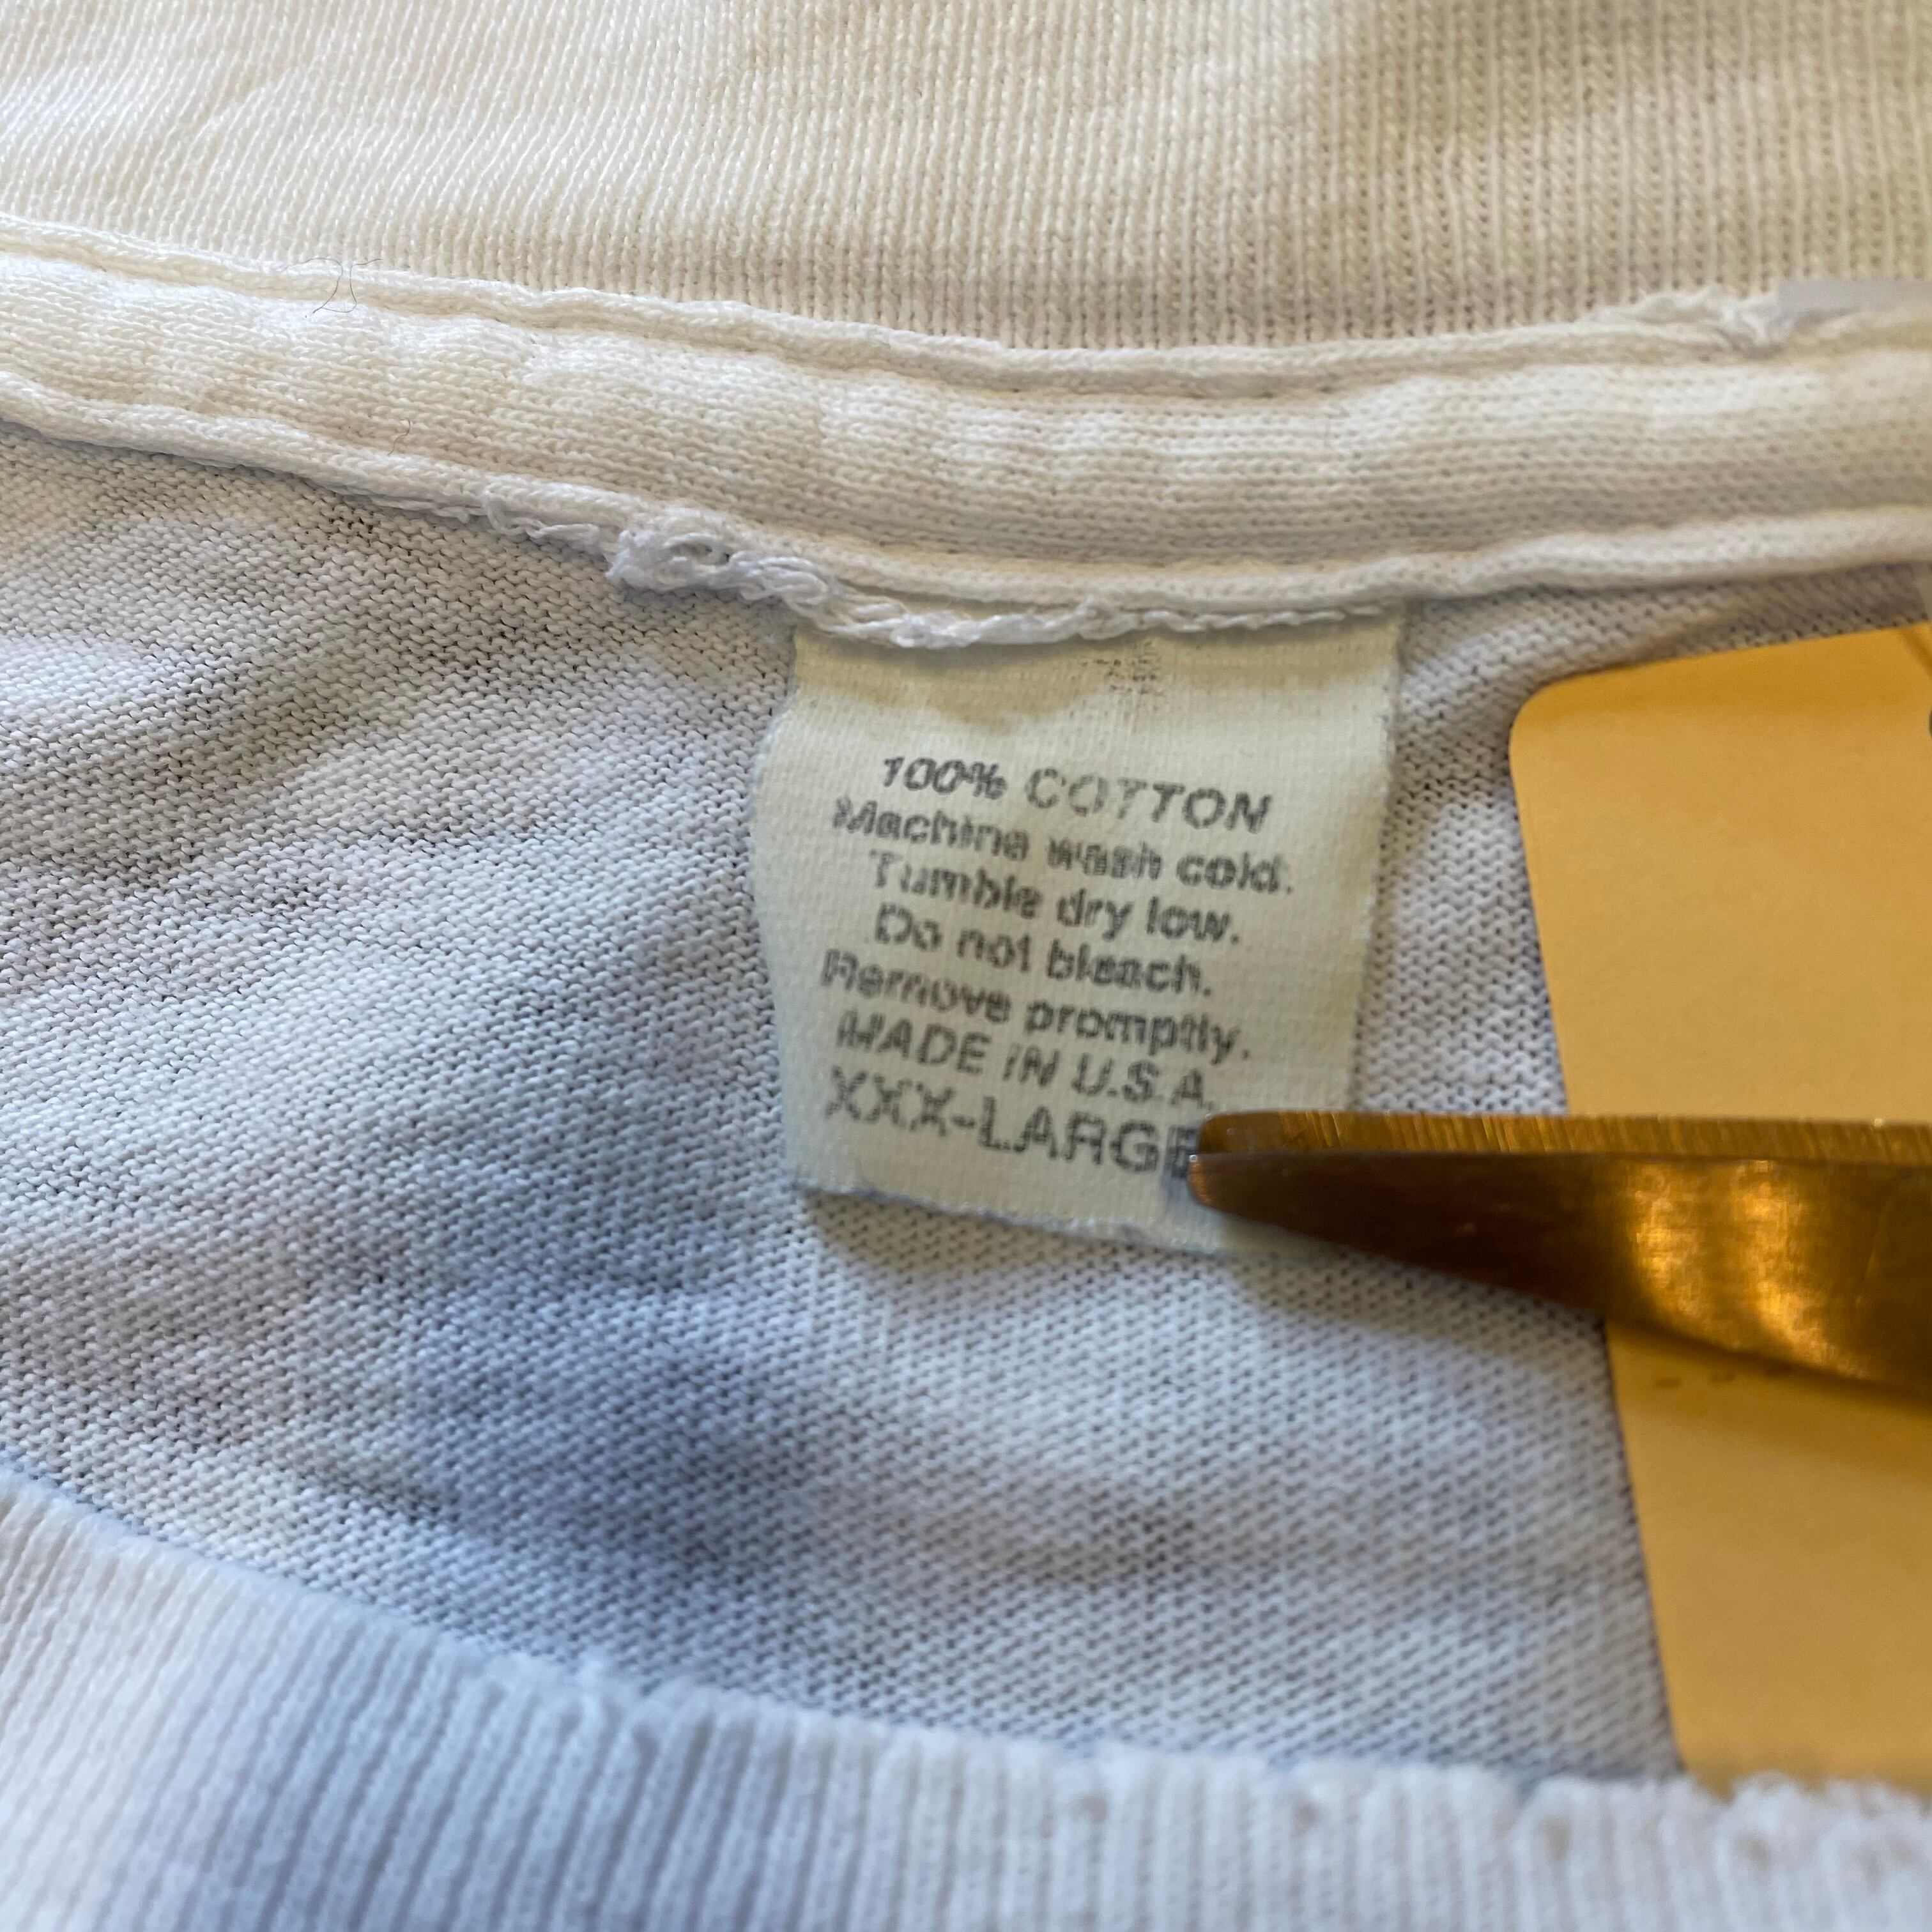 100% COTTON
Machine wash cold.
Tumble dry low.
Do not bleach.
Remove promptly.
MADE IN U.S.A.
XXX-LARGE